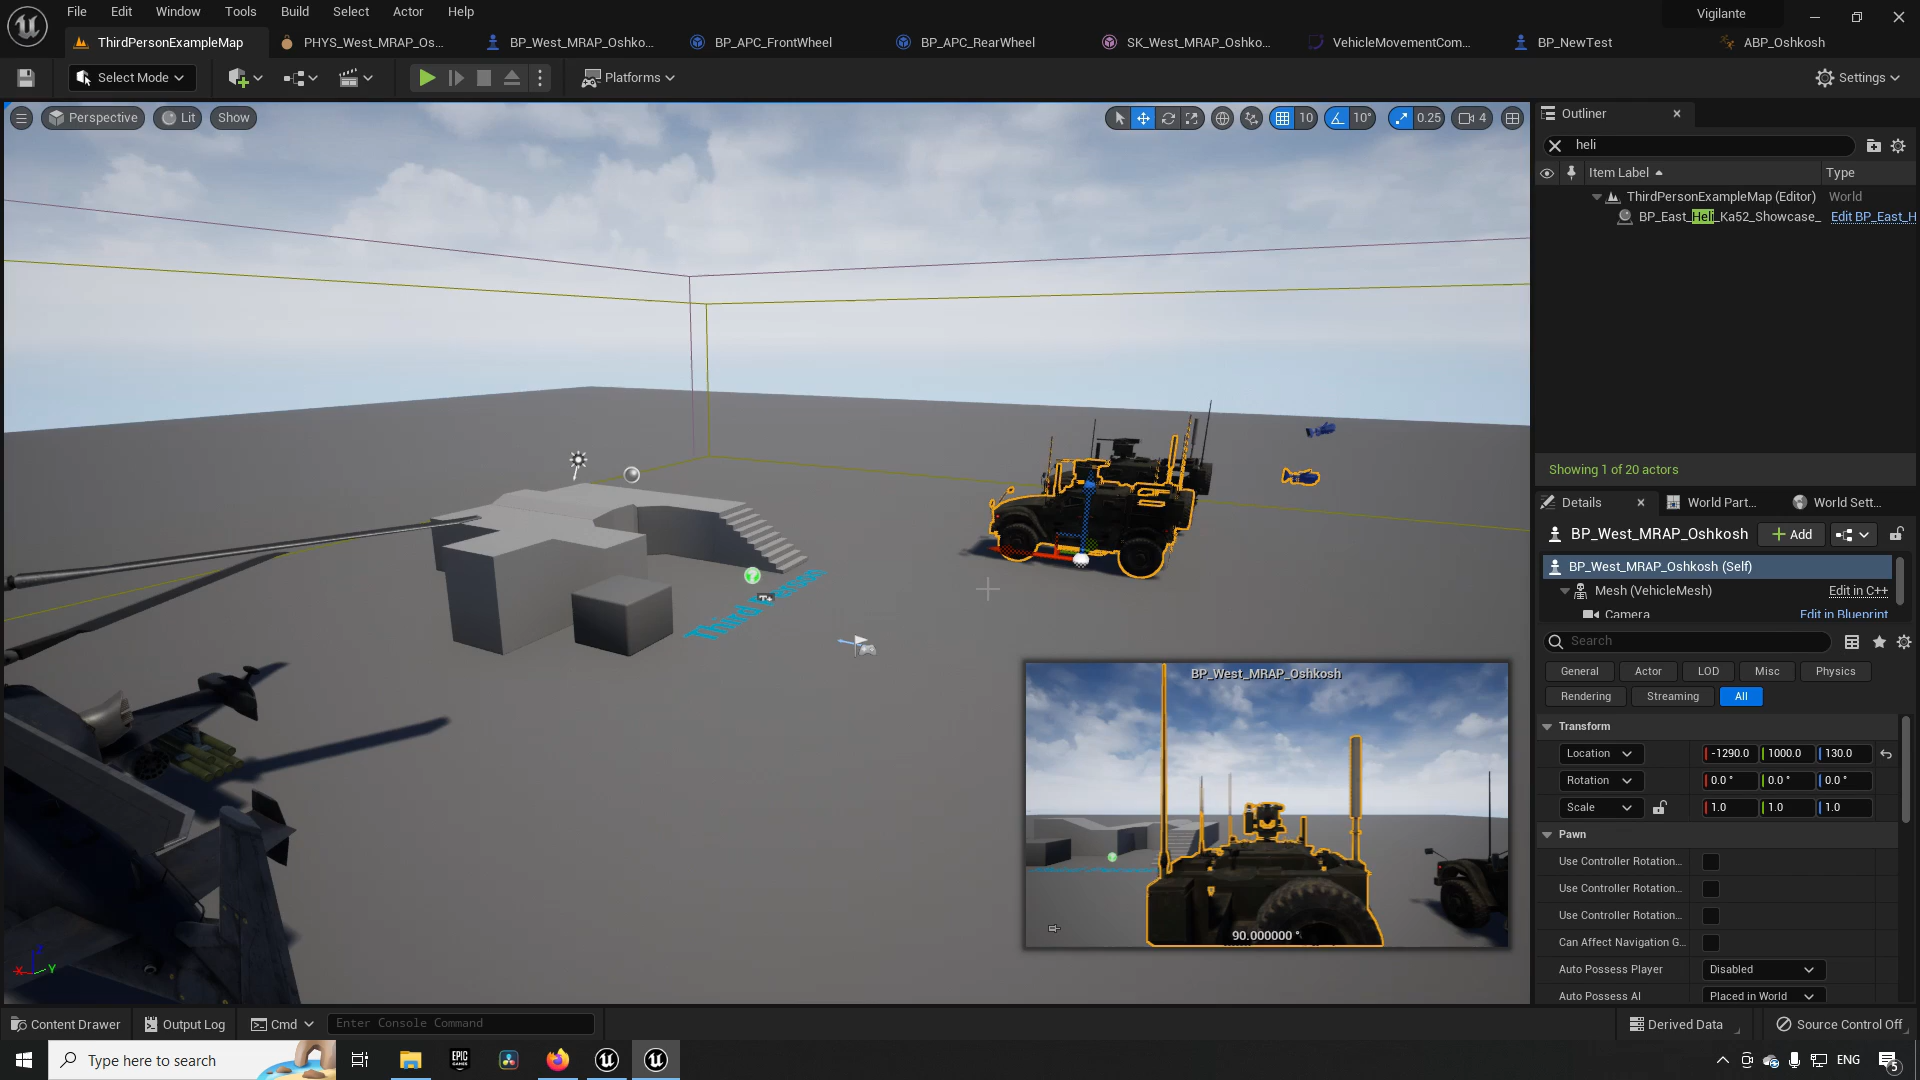 File Edit Window Tools Build Select Actor Help
Vigilante
ThirdPersonExampleMap PHYS_West_MRAP_Os... BP_West_MRAP_Oshko... BP_APC_FrontWheel BP_APC_RearWheel SK_West_MRAP_Oshko... VehicleMovementCom... BP_NewTest ABP_Oshkosh
Select Mode Platforms Settings
Perspective Lit Show 10 10° 0.25 4
Outliner
heli
Item Label Type
ThirdPersonExampleMap (Editor) World
BP_East_Heli_Ka52_Showcase_ Edit BP_East_H
Showing 1 of 20 actors
Details World Part... World Sett...
BP_West_MRAP_Oshkosh Add
BP_West_MRAP_Oshkosh (Self)
Mesh (VehicleMesh) Edit in C++
Camera Edit in Blueprint
Search
General Actor LOD Misc Physics
Rendering Streaming All
Transform
Location -1290.0 1000.0 130.0
Rotation 0.0 ° 0.0 ° 0.0 °
Scale 1.0 1.0 1.0
Pawn
Use Controller Rotation...
Use Controller Rotation...
Use Controller Rotation...
Can Affect Navigation G...
Auto Possess Player Disabled
Auto Possess AI Placed in World
BP_West_MRAP_Oshkosh
90.000000 °
X Y Z
Content Drawer Output Log Cmd Enter Console Command Derived Data Source Control Off
Type here to search
EPIC GAMES
ENG
5